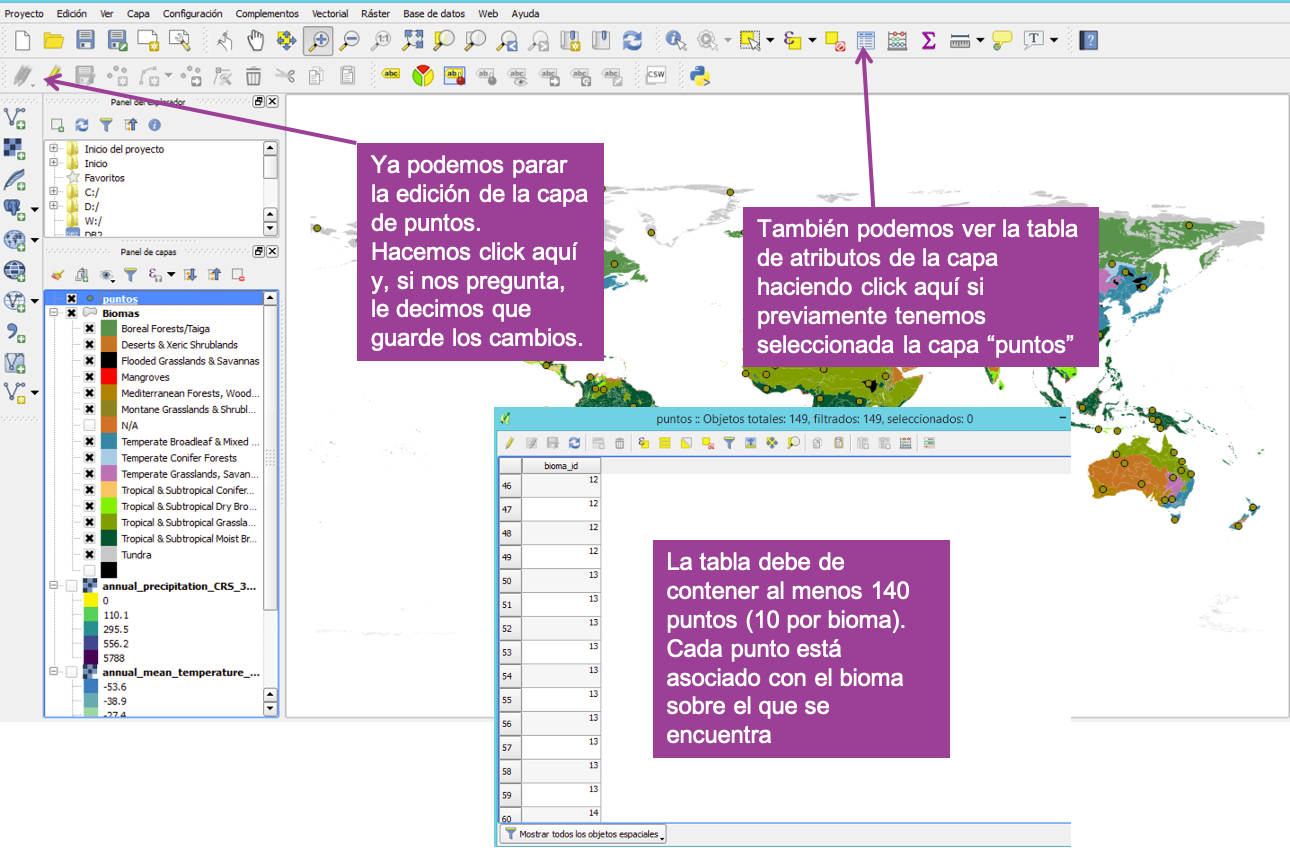 Proyecto Edición Ver Capa Configuración Complementos Vectorial Ráster Base de datos Web Ayuda
1:1
T
?
abc
ab
abc
abc
abc
abc
abc
CSW
Panel del explorador
Inicio del proyecto
Inicio
Favoritos
C:/
D:/
W:/
DB2
Panel de capas
puntos
Biomas
Boreal Forests/Taiga
Deserts & Xeric Shrublands
Flooded Grasslands & Savannas
Mangroves
Mediterranean Forests, Wood...
Montane Grasslands & Shrubl...
N/A
Temperate Broadleaf & Mixed ...
Temperate Conifer Forests
Temperate Grasslands, Savan...
Tropical & Subtropical Conifer...
Tropical & Subtropical Dry Bro...
Tropical & Subtropical Grassla...
Tropical & Subtropical Moist Br...
Tundra
annual_precipitation_CRS_3...
0
110.1
295.5
556.2
5788
annual_mean_temperature_...
-53.6
-38.9
-27.4
Ya podemos parar
la edición de la capa
de puntos.
Hacemos click aquí
y, si nos pregunta,
le decimos que
guarde los cambios.
También podemos ver la tabla
de atributos de la capa
haciendo click aquí si
previamente tenemos
seleccionada la capa “puntos”
puntos :: Objetos totales: 149, filtrados: 149, seleccionados: 0
bioma_id
46 12
47 12
48 12
49 12
50 13
51 13
52 13
53 13
54 13
55 13
56 13
57 13
58 13
59 13
60 14
La tabla debe de
contener al menos 140
puntos (10 por bioma).
Cada punto está
asociado con el bioma
sobre el que se
encuentra
Mostrar todos los objetos espaciales